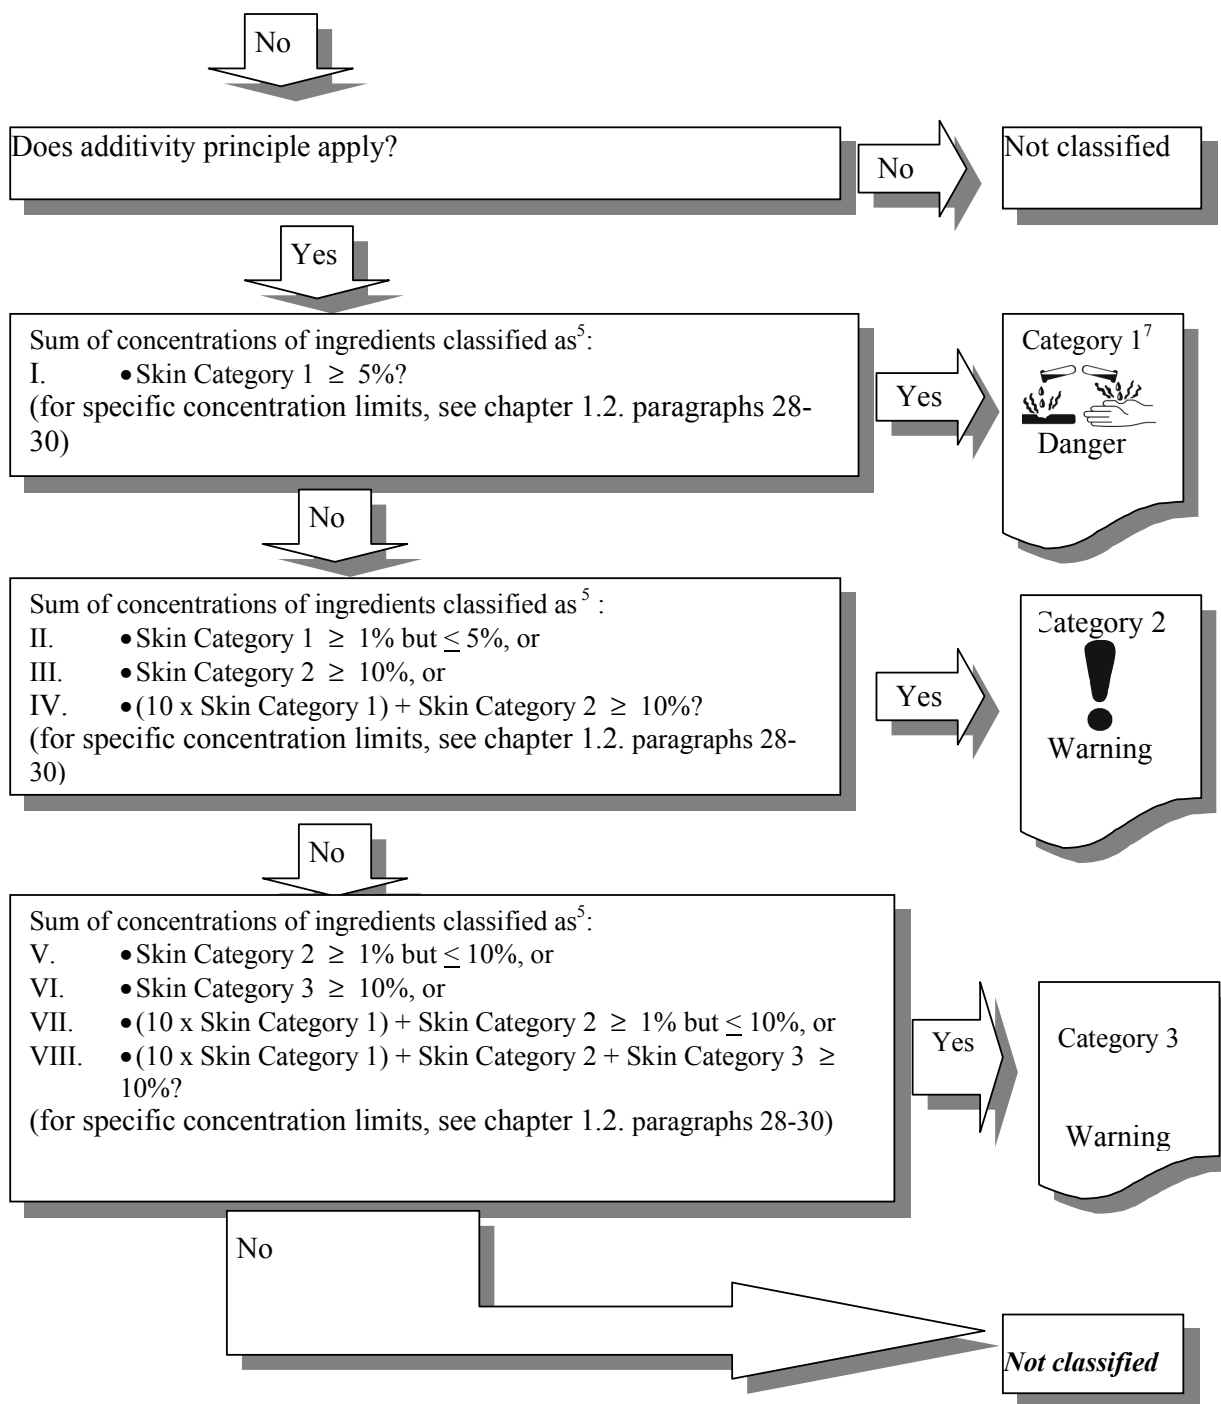 No
Does additivity principle apply?
No
Not classified
Yes
Sum of concentrations of ingredients classified as⁵:
I. •Skin Category 1 ≥ 5%?
(for specific concentration limits, see chapter 1.2. paragraphs 28-
30)
Yes
Category 1⁷
Danger
No
Sum of concentrations of ingredients classified as ⁵ :
II. •Skin Category 1 ≥ 1% but ≤ 5%, or
III. •Skin Category 2 ≥ 10%, or
IV. •(10 x Skin Category 1) + Skin Category 2 ≥ 10%?
(for specific concentration limits, see chapter 1.2. paragraphs 28-
30)
Yes
Category 2
Warning
No
Sum of concentrations of ingredients classified as⁵:
V. •Skin Category 2 ≥ 1% but ≤ 10%, or
VI. •Skin Category 3 ≥ 10%, or
VII. •(10 x Skin Category 1) + Skin Category 2 ≥ 1% but ≤ 10%, or
VIII. •(10 x Skin Category 1) + Skin Category 2 + Skin Category 3 ≥
10%?
(for specific concentration limits, see chapter 1.2. paragraphs 28-30)
Yes
Category 3
Warning
No
Not classified